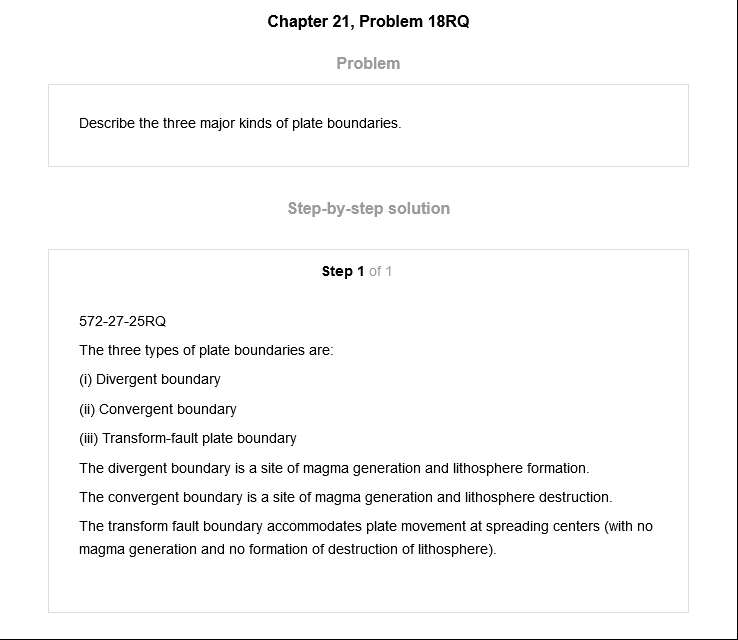 Chapter 21, Problem 18RQ
Problem
Describe the three major kinds of plate boundaries.
Step-by-step solution
Step 1 of 1
572-27-25RQ
The three types of plate boundaries are:
(i) Divergent boundary
(ii) Convergent boundary
(iii) Transform-fault plate boundary
The divergent boundary is a site of magma generation and lithosphere formation.
The convergent boundary is a site of magma generation and lithosphere destruction.
The transform fault boundary accommodates plate movement at spreading centers (with no
magma generation and no formation of destruction of lithosphere).